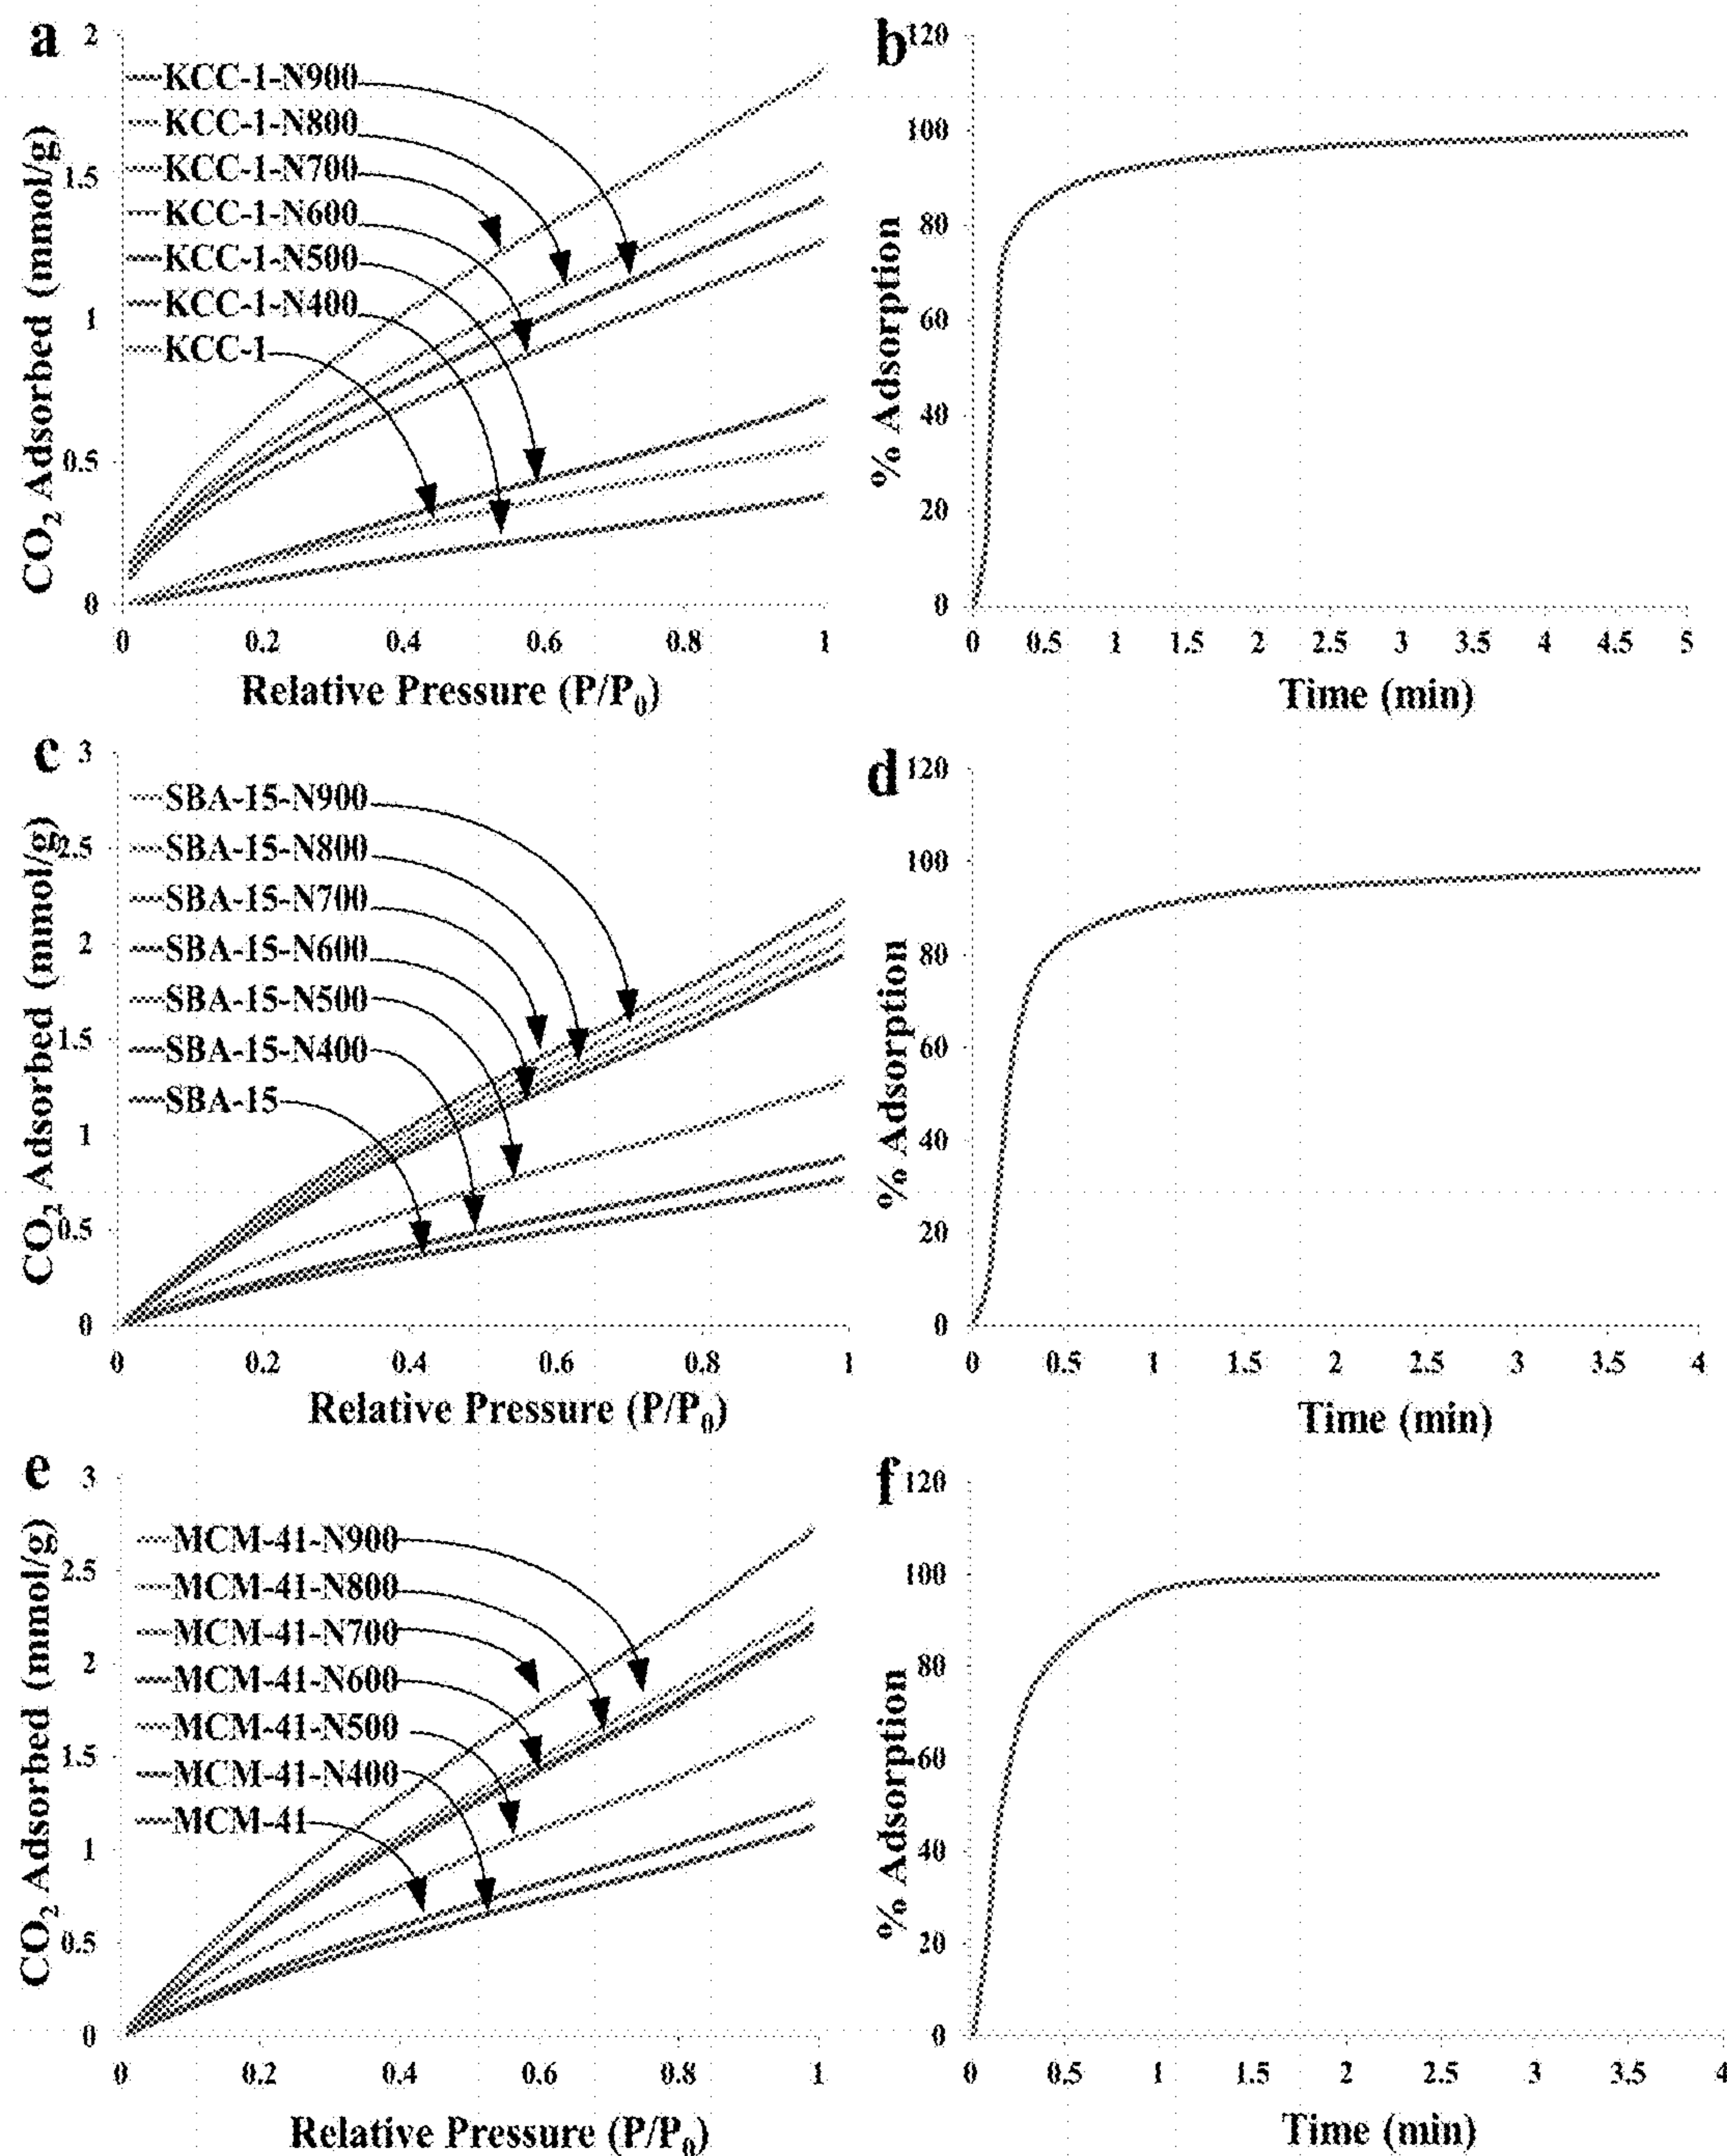 a
2
1.5
1
0.5
0
CO2 Adsorbed (mmol/g)
KCC-1-N900
KCC-1-N800
KCC-1-N700
KCC-1-N600
KCC-1-N500
KCC-1-N400
KCC-1
0 0.2 0.4 0.6 0.8 1
Relative Pressure (P/P0)
b
120
100
80
60
40
20
0
% Adsorption
0 0.5 1 1.5 2 2.5 3 3.5 4 4.5 5
Time (min)
c
3
2.5
2
1.5
1
0.5
0
CO2 Adsorbed (mmol/g)
SBA-15-N900
SBA-15-N800
SBA-15-N700
SBA-15-N600
SBA-15-N500
SBA-15-N400
SBA-15
0 0.2 0.4 0.6 0.8 1
Relative Pressure (P/P0)
d
120
100
80
60
40
20
0
% Adsorption
0 0.5 1 1.5 2 2.5 3 3.5 4
Time (min)
e
3
2.5
2
1.5
1
0.5
0
CO2 Adsorbed (mmol/g)
MCM-41-N900
MCM-41-N800
MCM-41-N700
MCM-41-N600
MCM-41-N500
MCM-41-N400
MCM-41
0 0.2 0.4 0.6 0.8 1
Relative Pressure (P/P0)
f
120
100
80
60
40
20
0
% Adsorption
0 0.5 1 1.5 2 2.5 3 3.5 4
Time (min)